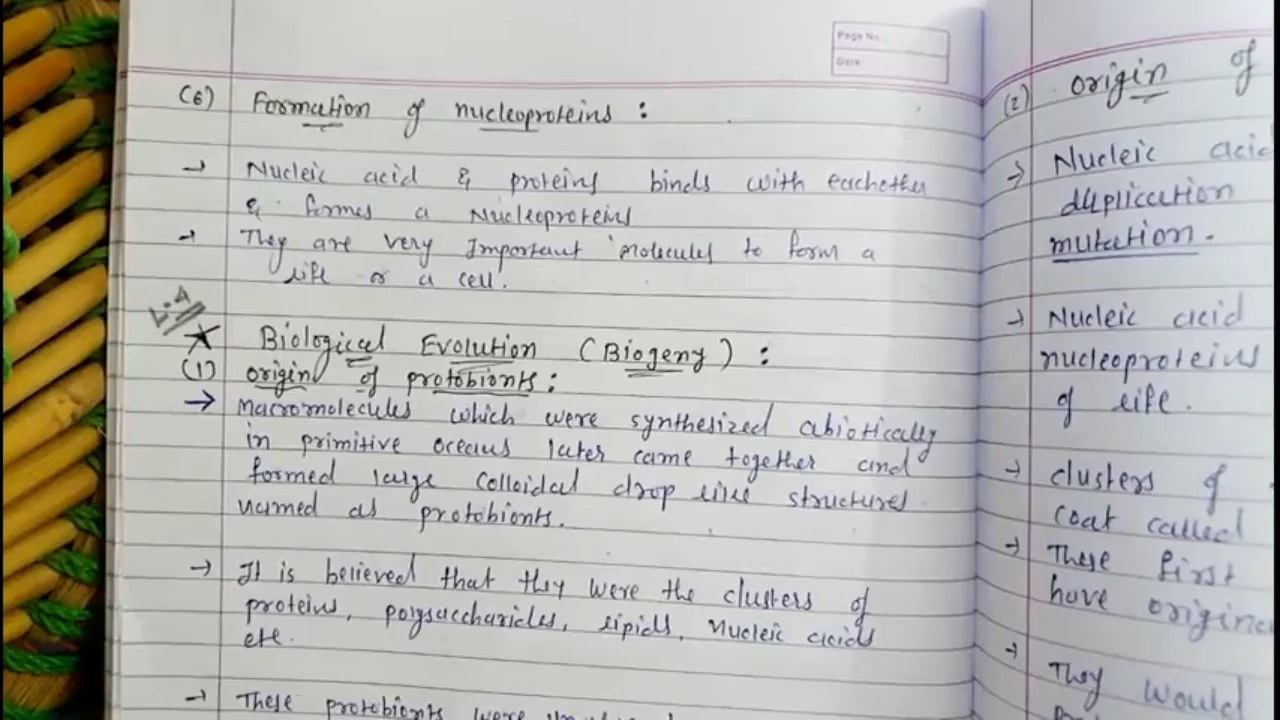 Page No.
Date
(6) Formation of nucleoproteins :
→ Nucleic acid & proteins binds with eachother
& formes a Nucleoproteins
→ They are very Important molecules to form a
life or a cell.
★ Biological Evolution (Biogeny) :
(1) origin of protobionts :
→ Macromolecules which were synthesized abiotically
in primitive oceans later came together and
formed large colloidal drop like structures
named as protobionts.
→ It is believed that they were the clusters of
proteins, polysaccharides, lipids, nucleic acids
etc.
→ These protobionts were
(2) origin of
→ Nucleic acid
duplication
mutation.
→ Nucleic acid
nucleoproteins
of life.
→ clusters of
coat called
→ These first
have
→ They would